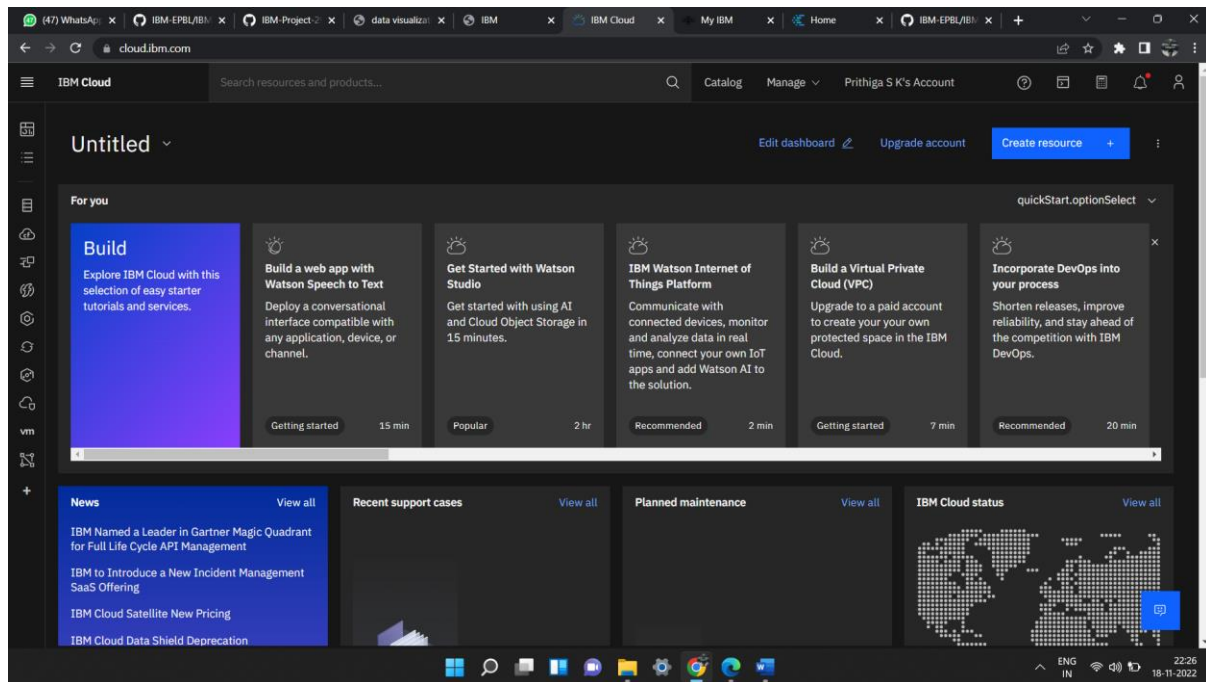 (47) WhatsAp
IBM-EPBL/IBM
IBM-Project-2
data visualizat
IBM
IBM Cloud
My IBM
Home
IBM-EPBL/IBM
cloud.ibm.com
IBM Cloud
Search resources and products...
Catalog
Manage
Prithiga S K's Account
Untitled
Edit dashboard
Upgrade account
Create resource +
For you
quickStart.optionSelect
Build
Explore IBM Cloud with this
selection of easy starter
tutorials and services.
Build a web app with
Watson Speech to Text
Deploy a conversational
interface compatible with
any application, device, or
channel.
Getting started
15 min
Get Started with Watson
Studio
Get started with using AI
and Cloud Object Storage in
15 minutes.
Popular
2 hr
IBM Watson Internet of
Things Platform
Communicate with
connected devices, monitor
and analyze data in real
time, connect your own IoT
apps and add Watson AI to
the solution.
Recommended
2 min
Build a Virtual Private
Cloud (VPC)
Upgrade to a paid account
to create your your own
protected space in the IBM
Cloud.
Getting started
7 min
Incorporate DevOps into
your process
Shorten releases, improve
reliability, and stay ahead of
the competition with IBM
DevOps.
Recommended
20 min
vm
News
View all
IBM Named a Leader in Gartner Magic Quadrant
for Full Life Cycle API Management
IBM to Introduce a New Incident Management
SaaS Offering
IBM Cloud Satellite New Pricing
IBM Cloud Data Shield Deprecation
Recent support cases
View all
Planned maintenance
View all
IBM Cloud status
View all
ENG
IN
22:26
18-11-2022